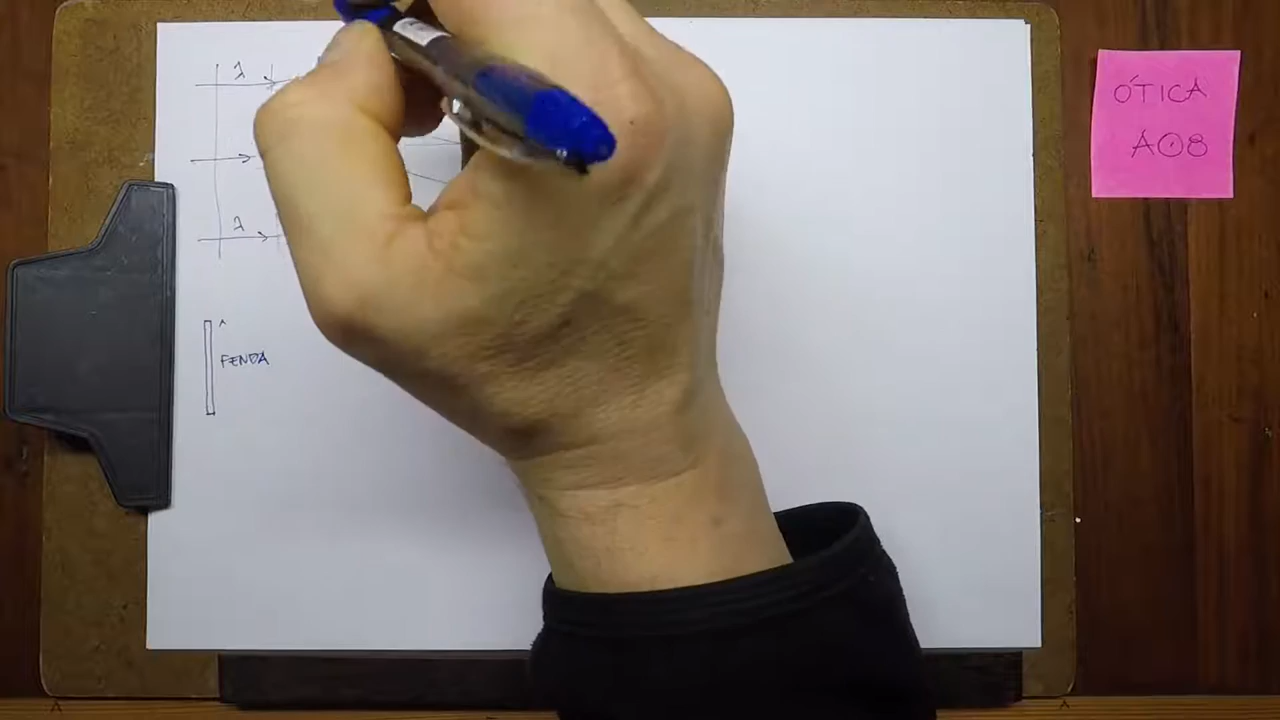 λ
λ
FENDA
ÓTICA
A08